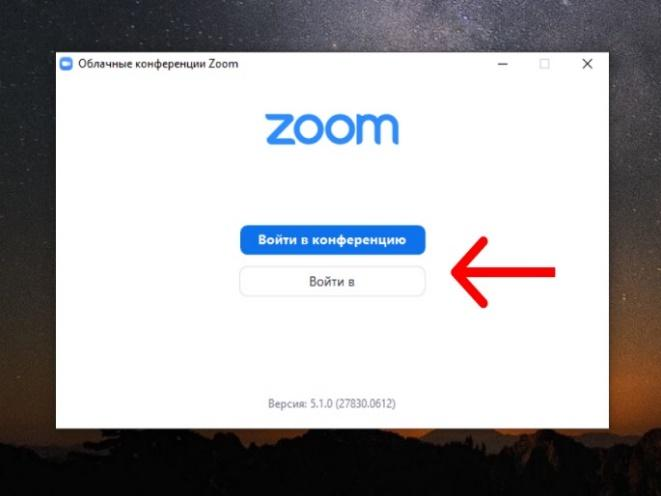 Облачные конференции Zoom
zoom
Войти в конференцию
Войти в
Версия: 5.1.0 (27830.0612)